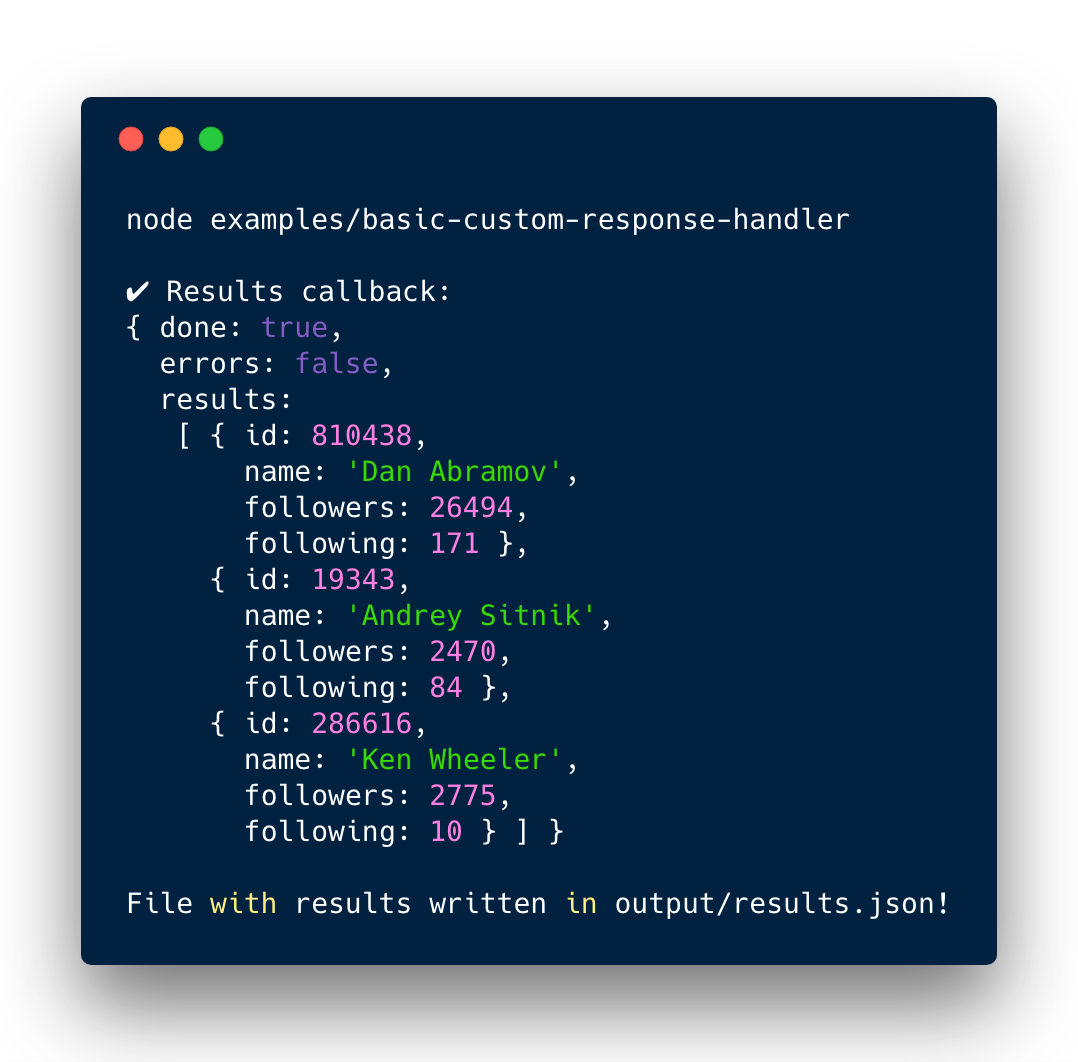 node examples/basic-custom-response-handler
✔ Results callback:
{ done: true,
errors: false,
results:
[ { id: 810438,
name: 'Dan Abramov',
followers: 26494,
following: 171 },
{ id: 19343,
name: 'Andrey Sitnik',
followers: 2470,
following: 84 },
{ id: 286616,
name: 'Ken Wheeler',
followers: 2775,
following: 10 } ] }
File with results written in output/results.json!